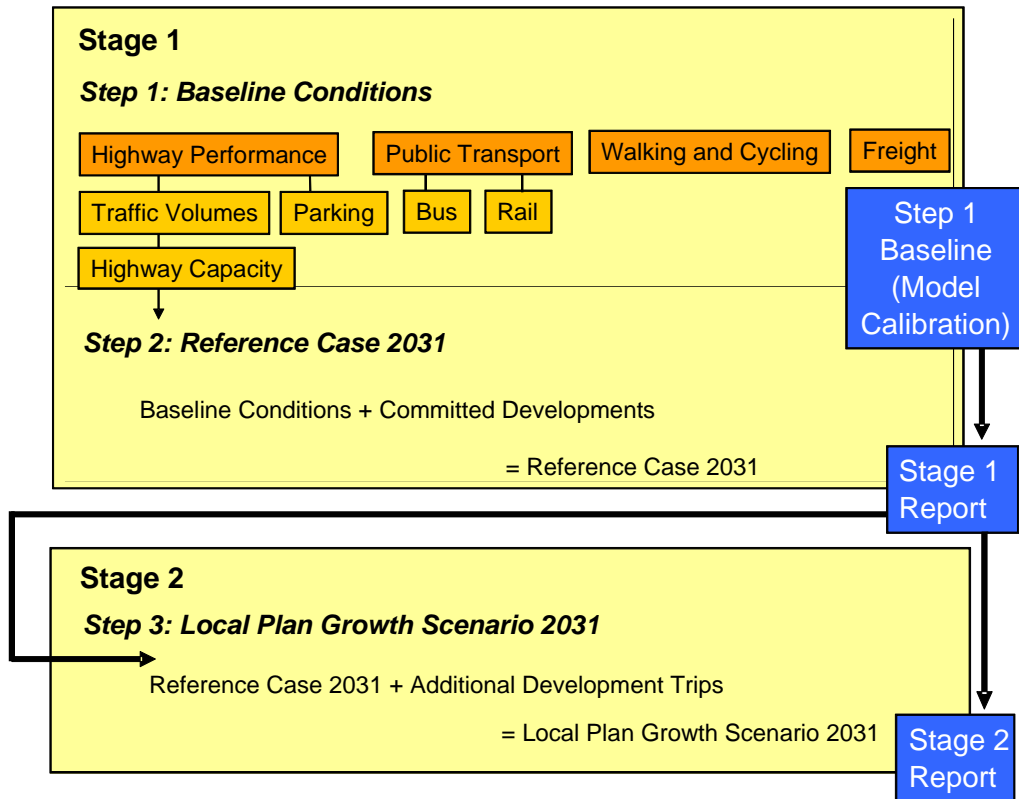 Stage 1
Step 1: Baseline Conditions
Highway Performance
Public Transport
Walking and Cycling
Freight
Traffic Volumes
Parking
Bus
Rail
Highway Capacity
Step 1
Baseline
(Model
Calibration)
Step 2: Reference Case 2031
Baseline Conditions + Committed Developments
= Reference Case 2031
Stage 1
Report
Stage 2
Step 3: Local Plan Growth Scenario 2031
Reference Case 2031 + Additional Development Trips
= Local Plan Growth Scenario 2031
Stage 2
Report